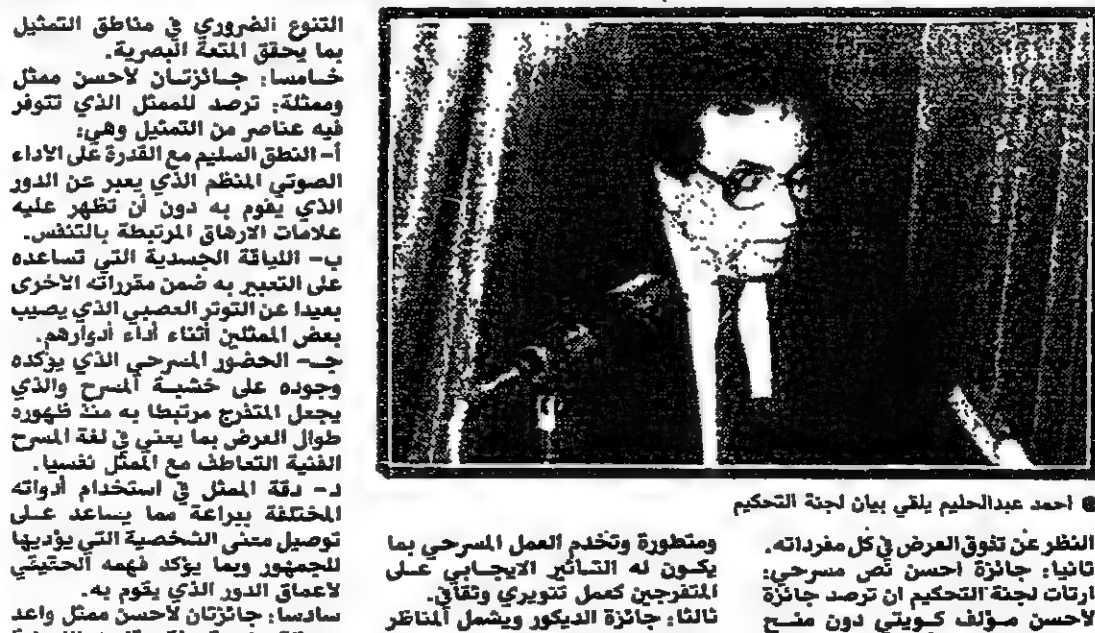 احمد عبدالحليم يلقي بيان لجنة التحكيم
النظر عن تذوق العرض في كل مفرداته.
ثانيا: جائزة احسن نص مسرحي:
ارتأت لجنة التحكيم ان ترصد جائزة
لاحسن مؤلف كويتي دون منح
ومتطورة وتخدم العمل المسرحي بما
يكون له التأثير الايجابي على
المتفرجين كعمل تنويري وثقافي.
ثالثا: جائزة الديكور ويشمل المناظر
التنوع الضروري في مناطق التمثيل
بما يحقق المتعة البصرية.
خامسا: جائزتان لاحسن ممثل
وممثلة: ترصد للممثل الذي تتوفر
فيه عناصر من التمثيل وهي:
أ- النطق السليم مع القدرة على الاداء
الصوتي المنظم الذي يعبر عن الدور
الذي يقوم به دون أن تظهر عليه
علامات الارهاق المرتبطة بالتنفس.
ب- اللياقة الجسدية التي تساعده
على التعبير به ضمن مقرراته الاخرى
بعيدا عن التوتر العصبي الذي يصيب
بعض الممثلين أثناء أداء أدوارهم.
جـ- الحضور المسرحي الذي يؤكده
وجوده على خشبة المسرح والذي
يجعل المتفرج مرتبطا به منذ ظهوره
طوال العرض بما يعني في لغة المسرح
الفنية التعاطف مع الممثل نفسيا.
د- دقة الممثل في استخدام أدواته
المختلفة ببراعة مما يساعد على
توصيل معنى الشخصية التي يؤديها
للجمهور وبما يؤكد فهمه الحقيقي
لاعماق الدور الذي يقوم به.
سادسا: جائزتان لاحسن ممثل واعد